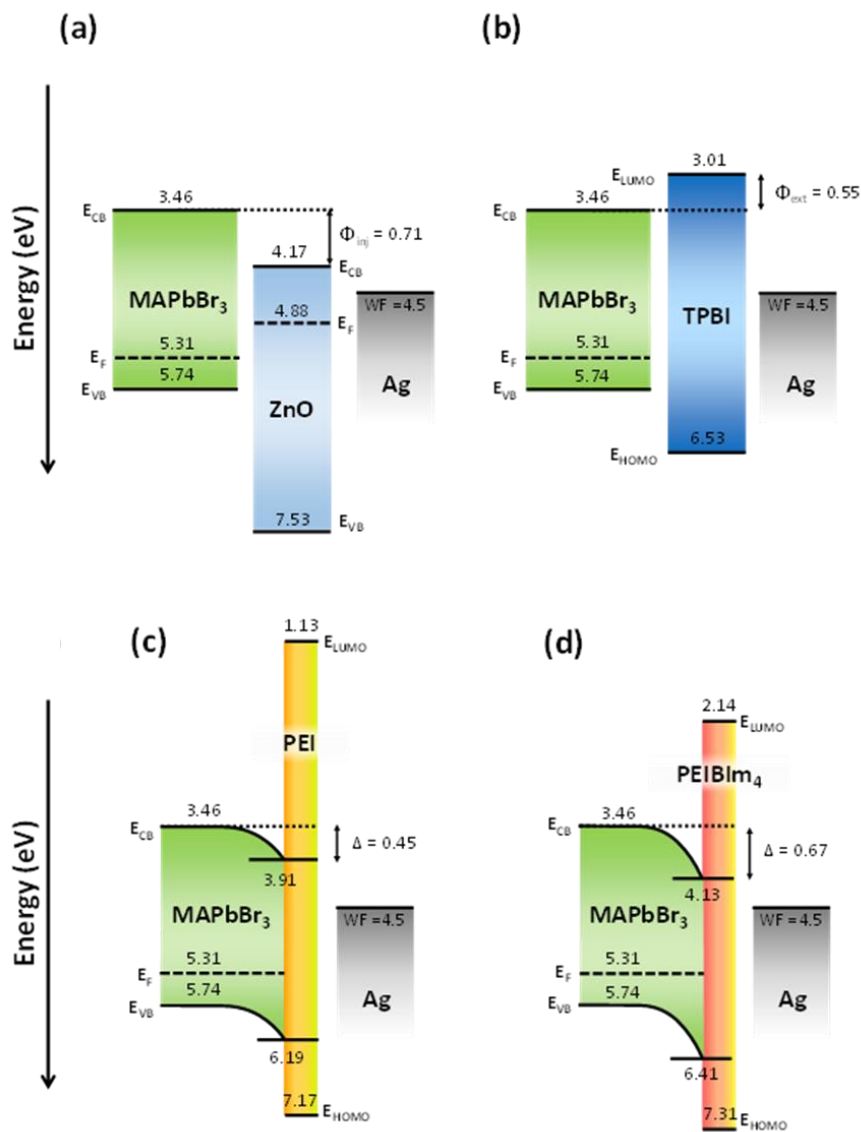 (a)
Energy (eV)
3.46
E_CB
MAPbBr₃
5.31
E_F
5.74
E_VB
Φ_inj = 0.71
4.17
E_CB
4.88
E_F
ZnO
7.53
E_VB
WF =4.5
Ag
(b)
3.01
E_LUMO
Φ_ext = 0.55
3.46
E_CB
MAPbBr₃
5.31
E_F
5.74
E_VB
TPBI
6.53
E_HOMO
WF =4.5
Ag
(c)
Energy (eV)
1.13
E_LUMO
PEI
3.46
E_CB
Δ = 0.45
3.91
MAPbBr₃
5.31
E_F
5.74
E_VB
6.19
7.17
E_HOMO
WF =4.5
Ag
(d)
2.14
E_LUMO
PEIBIm₄
3.46
E_CB
Δ = 0.67
4.13
MAPbBr₃
5.31
E_F
5.74
E_VB
6.41
7.31
E_HOMO
WF =4.5
Ag